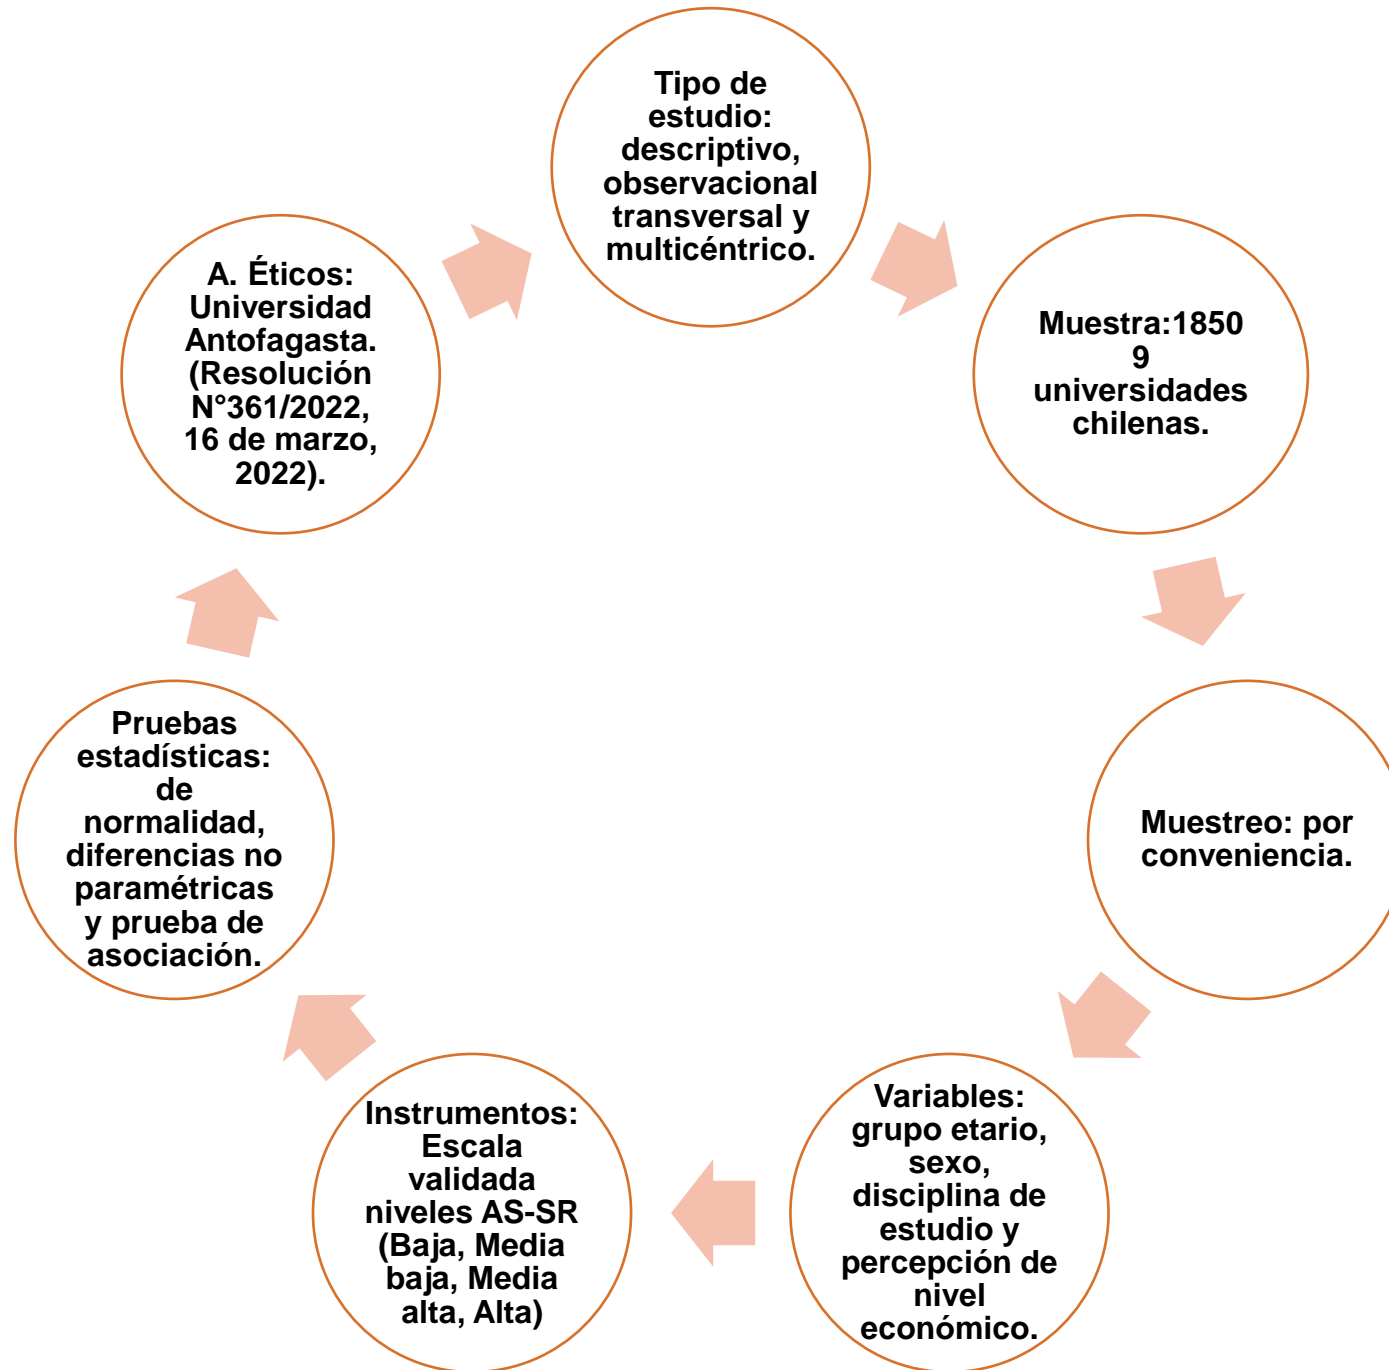 Tipo de
estudio:
descriptivo,
observacional
transversal y
multicéntrico.
Muestra:1850
9
universidades
chilenas.
Muestreo: por
conveniencia.
Variables:
grupo etario,
sexo,
disciplina de
estudio y
percepción de
nivel
económico.
Instrumentos:
Escala
validada
niveles AS-SR
(Baja, Media
baja, Media
alta, Alta)
Pruebas
estadísticas:
de
normalidad,
diferencias no
paramétricas
y prueba de
asociación.
A. Éticos:
Universidad
Antofagasta.
(Resolución
N°361/2022,
16 de marzo,
2022).